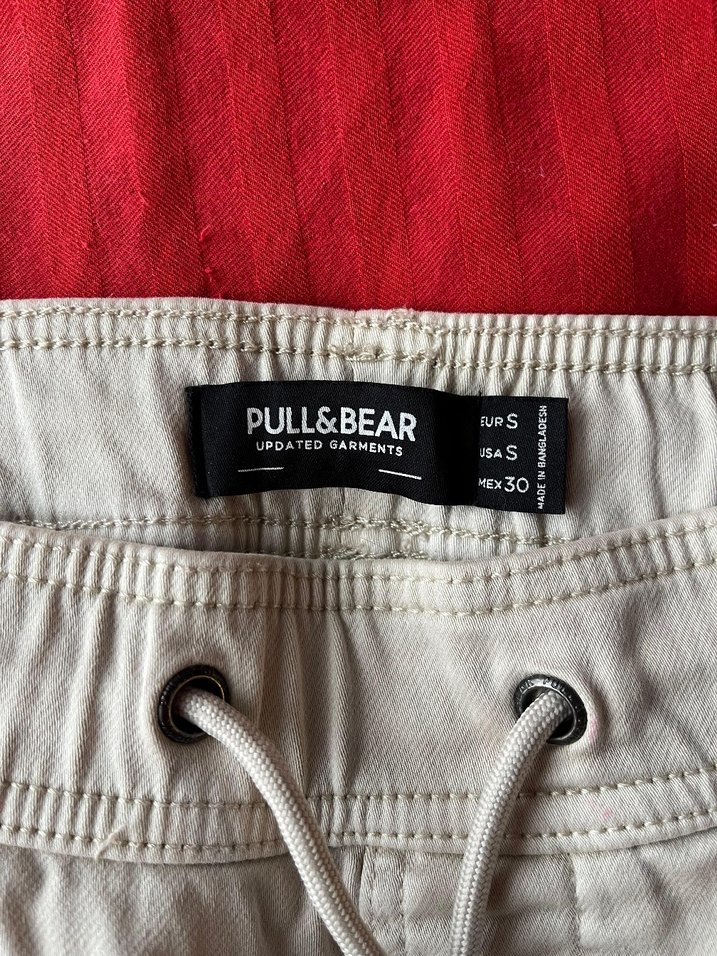 PULL&BEAR
UPDATED GARMENTS
EUR S
USA S
MEX 30
MADE IN BANGLADESH